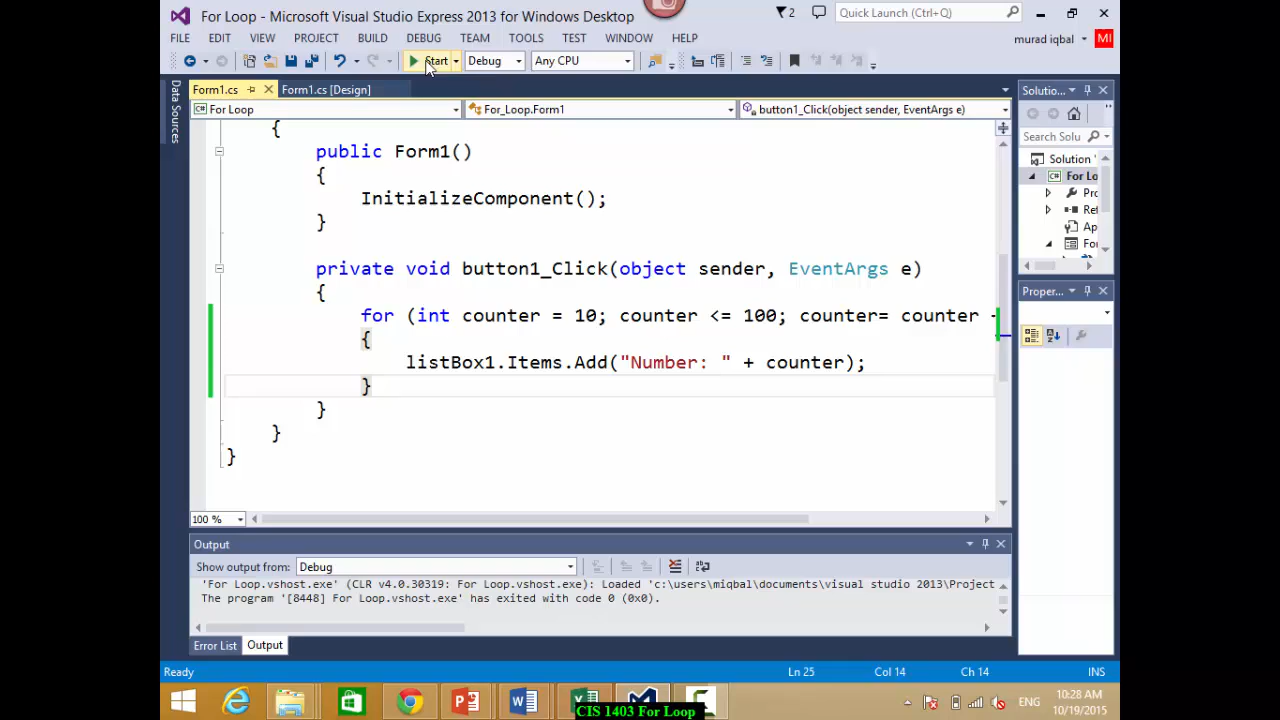 For Loop - Microsoft Visual Studio Express 2013 for Windows Desktop
2
Quick Launch (Ctrl+Q)
FILE EDIT VIEW PROJECT BUILD DEBUG TEAM TOOLS TEST WINDOW HELP
murad iqbal
MI
Start
Debug
Any CPU
Form1.cs
Form1.cs [Design]
Data Sources
For Loop
For_Loop.Form1
button1_Click(object sender, EventArgs e)
{
public Form1()
{
InitializeComponent();
}
private void button1_Click(object sender, EventArgs e)
{
for (int counter = 10; counter <= 100; counter= counter
{
listBox1.Items.Add("Number: " + counter);
}
}
}
}
100 %
Solutio...
Search Solu
Solution '
For Lo
Pro
Ref
Ap
For
Proper...
Output
Show output from: Debug
'For Loop.vshost.exe' (CLR v4.0.30319: For Loop.vshost.exe): Loaded 'c:\users\miqbal\documents\visual studio 2013\Project
The program '[8448] For Loop.vshost.exe' has exited with code 0 (0x0).
Error List
Output
Ready
Ln 25
Col 14
Ch 14
INS
ENG
10:28 AM
10/19/2015
CIS 1403 For Loop